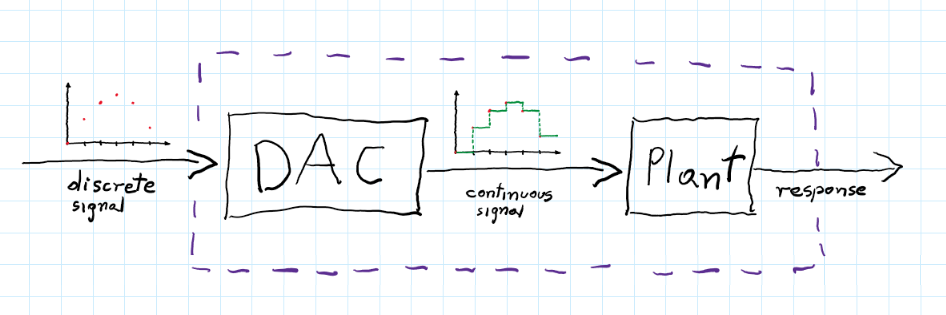 discrete
signal
DAC
continuous
signal
Plant
response